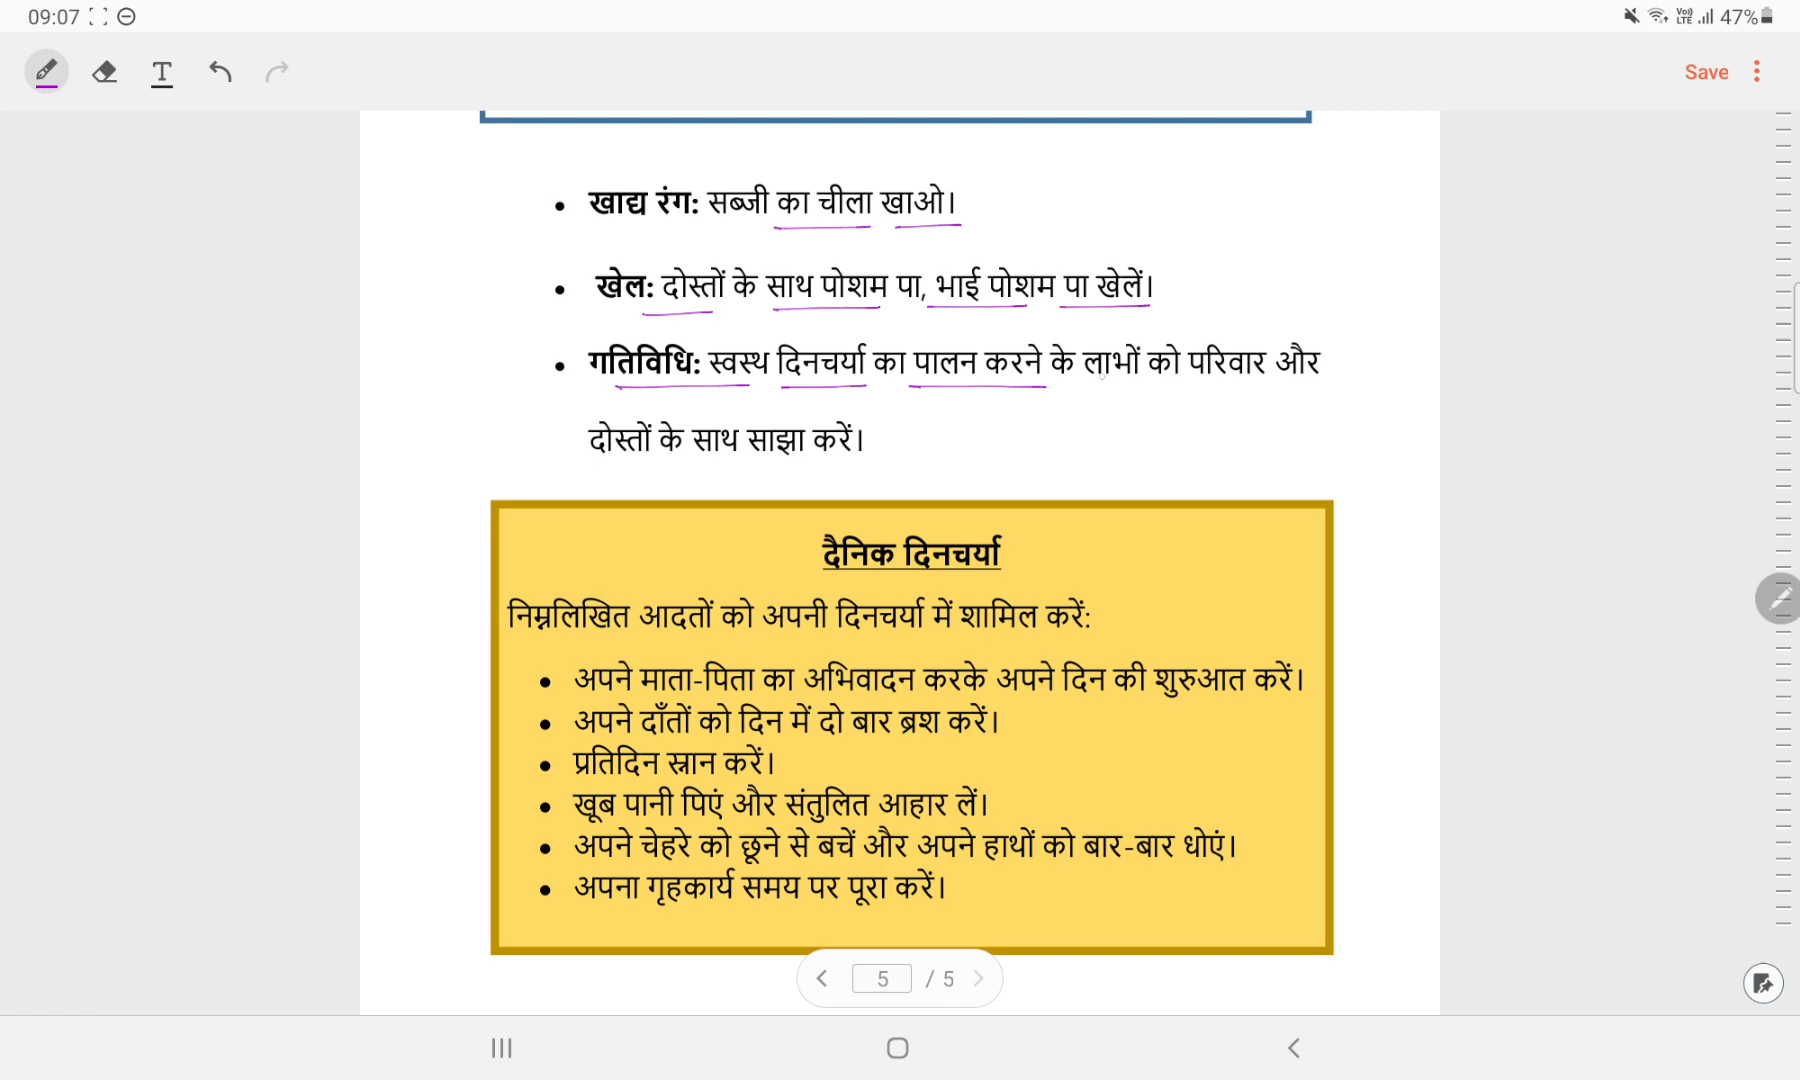 09:07
Vo)) LTE 47%
T Save
• खाद्य रंग: सब्जी का चीला खाओ।
• खेल: दोस्तों के साथ पोशम पा, भाई पोशम पा खेलें।
• गतिविधि: स्वस्थ दिनचर्या का पालन करने के लाभों को परिवार और
दोस्तों के साथ साझा करें।
दैनिक दिनचर्या
निम्नलिखित आदतों को अपनी दिनचर्या में शामिल करें:
• अपने माता-पिता का अभिवादन करके अपने दिन की शुरुआत करें।
• अपने दाँतों को दिन में दो बार ब्रश करें।
• प्रतिदिन स्नान करें।
• खूब पानी पिएं और संतुलित आहार लें।
• अपने चेहरे को छूने से बचें और अपने हाथों को बार-बार धोएं।
• अपना गृहकार्य समय पर पूरा करें।
5 / 5